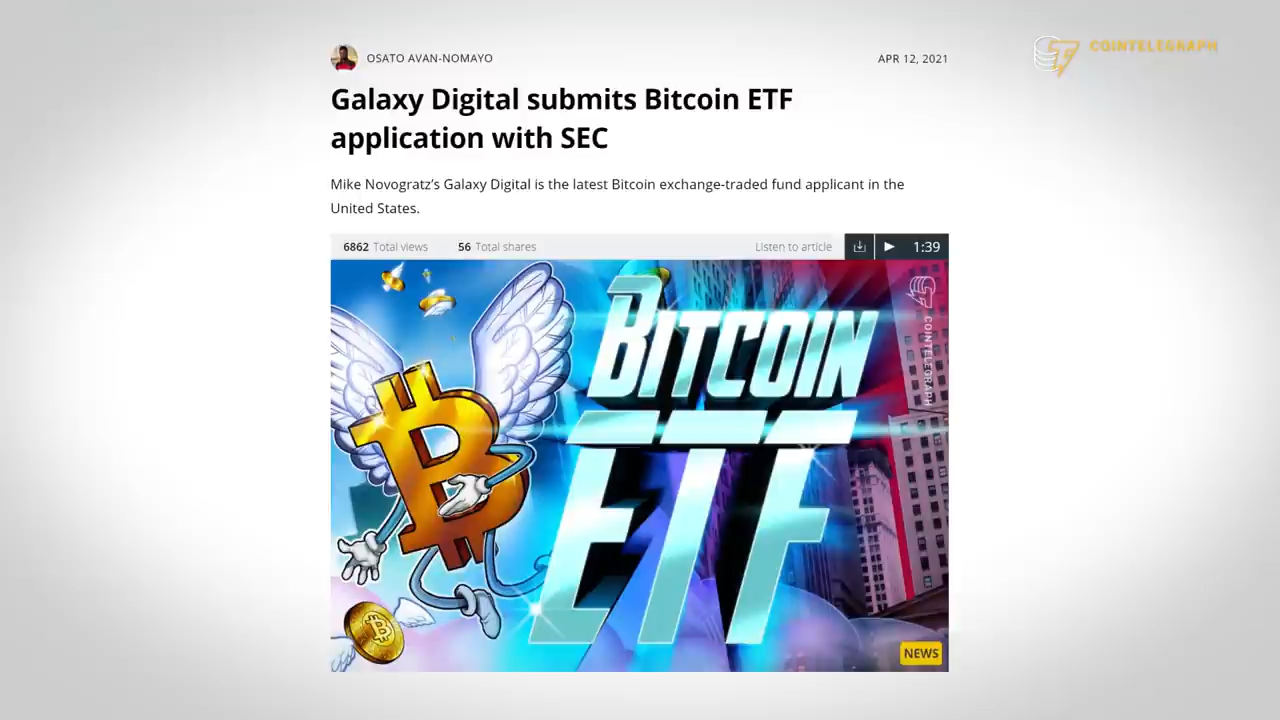 OSATO AVAN-NOMAYO
APR 12, 2021
COINTELEGRAPH
Galaxy Digital submits Bitcoin ETF
application with SEC
Mike Novogratz’s Galaxy Digital is the latest Bitcoin exchange-traded fund applicant in the
United States.
6862 Total views 56 Total shares Listen to article 1:39
BITCOIN
ETF
COINTELEGRAPH
NEWS